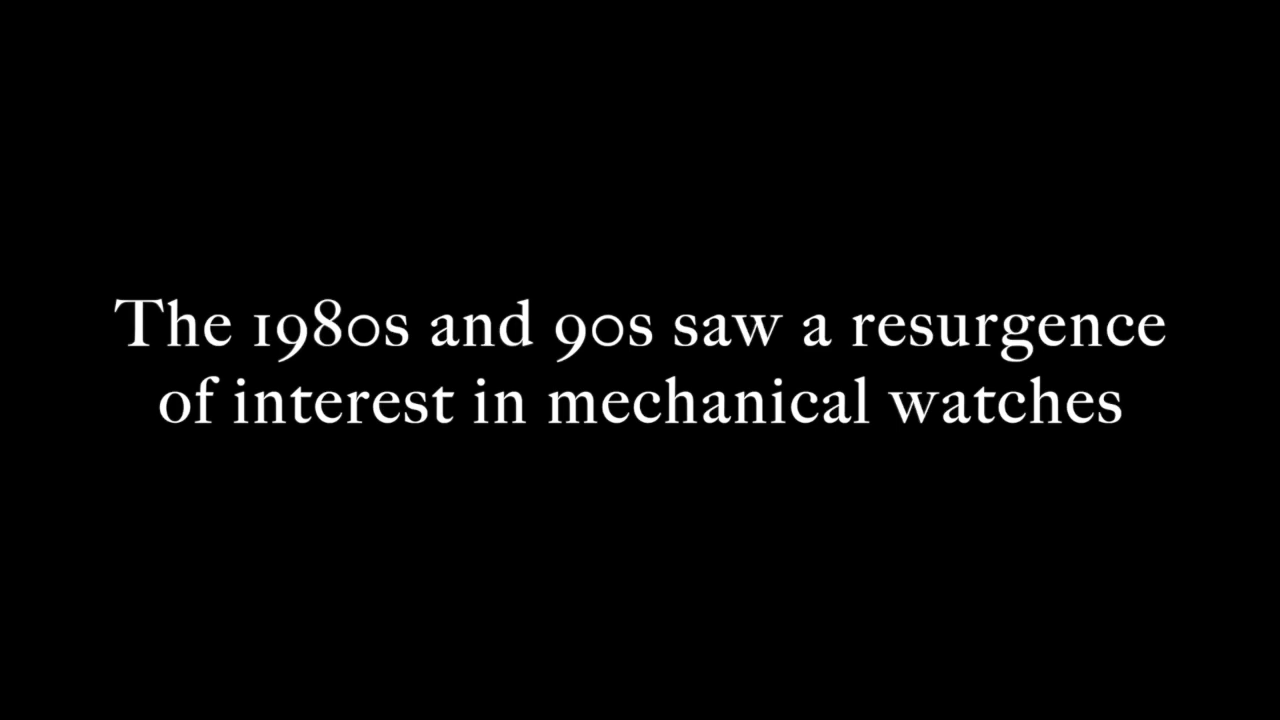 The 1980s and 90s saw a resurgence
of interest in mechanical watches